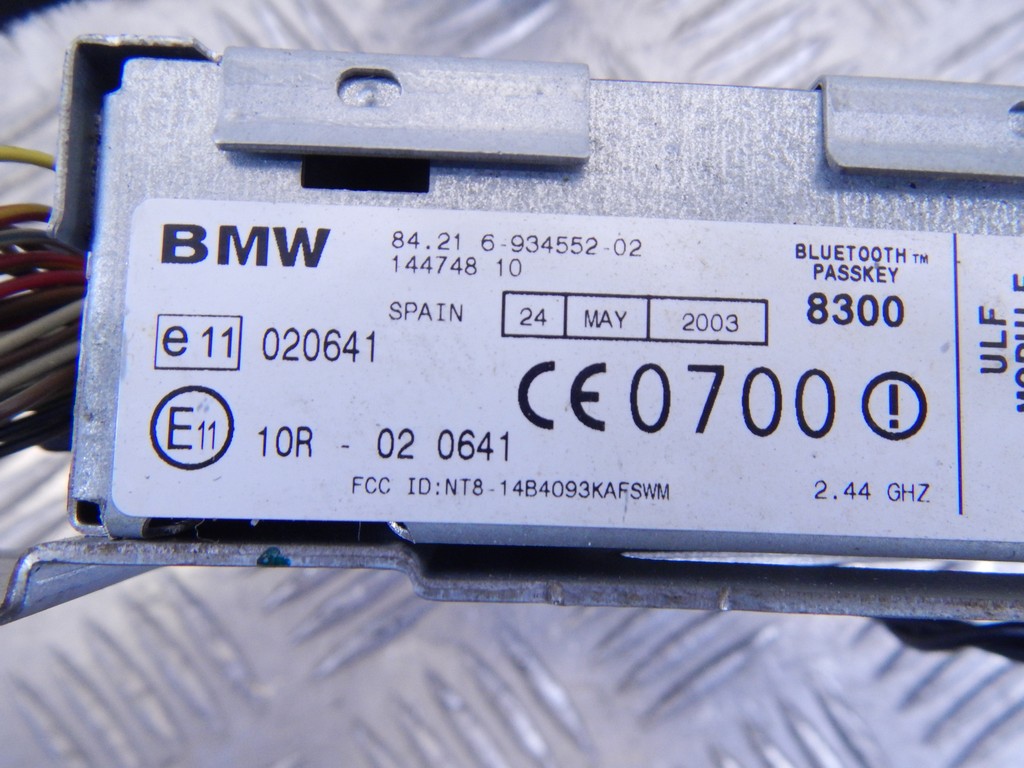 BMW
84.21 6-934552-02
144748 10
SPAIN
24 MAY 2003
BLUETOOTH™
PASSKEY
8300
e 11 020641
CE 0700 !
E11 10R - 02 0641
FCC ID:NT8-14B4093KAFSWM
2.44 GHZ
ULF